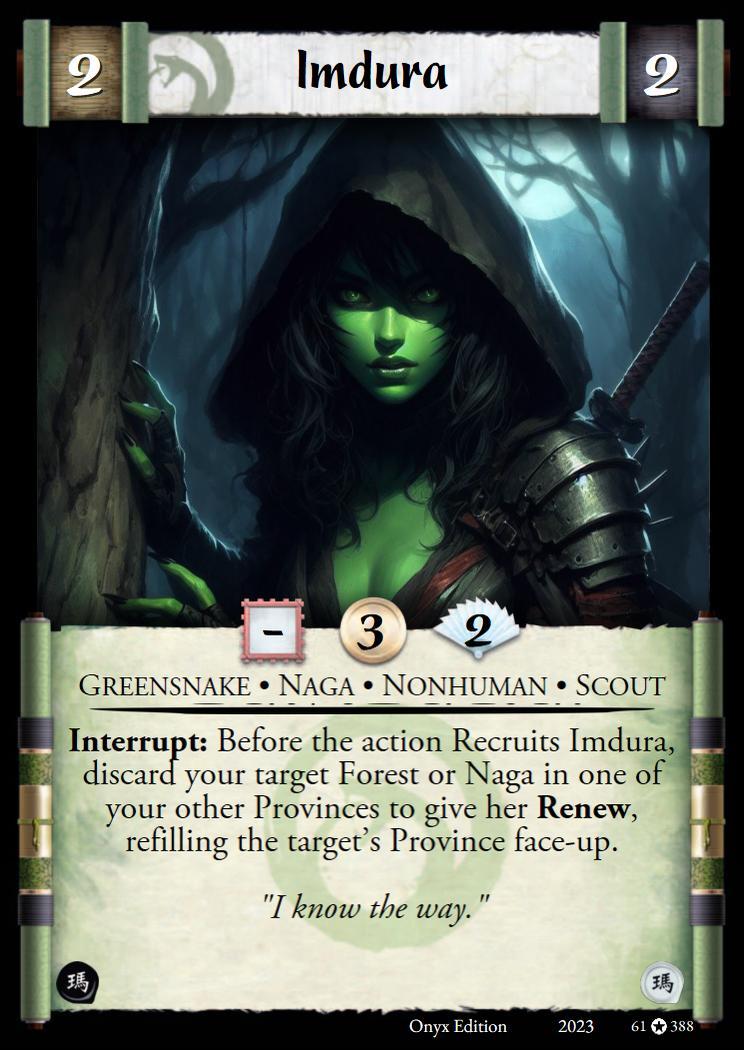 2 Imdura 2
- 3 2
GREENSNAKE • NAGA • NONHUMAN • SCOUT
Interrupt: Before the action Recruits Imdura,
discard your target Forest or Naga in one of
your other Provinces to give her Renew,
refilling the target's Province face-up.
"I know the way."
瑪 瑪
Onyx Edition 2023 61 ✪ 388